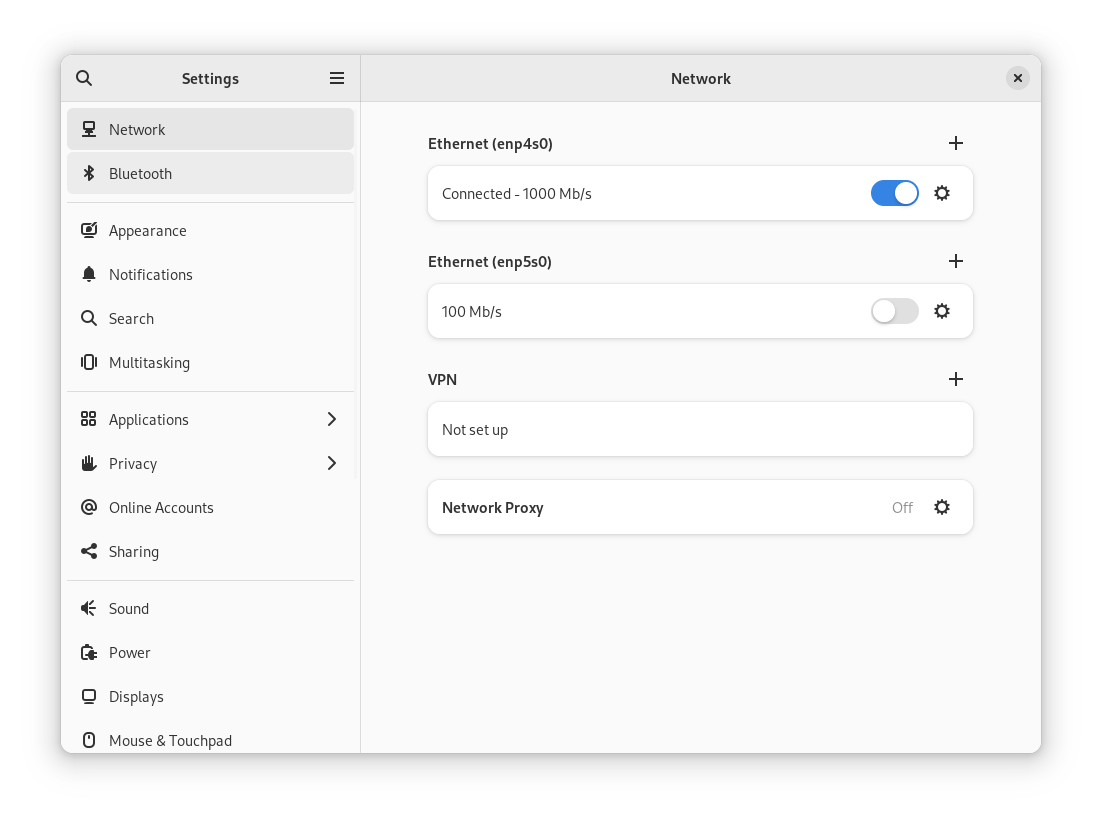 Settings
Network
Network
Bluetooth
Appearance
Notifications
Search
Multitasking
Applications
Privacy
Online Accounts
Sharing
Sound
Power
Displays
Mouse & Touchpad
Ethernet (enp4s0)
Connected - 1000 Mb/s
Ethernet (enp5s0)
100 Mb/s
VPN
Not set up
Network Proxy
Off